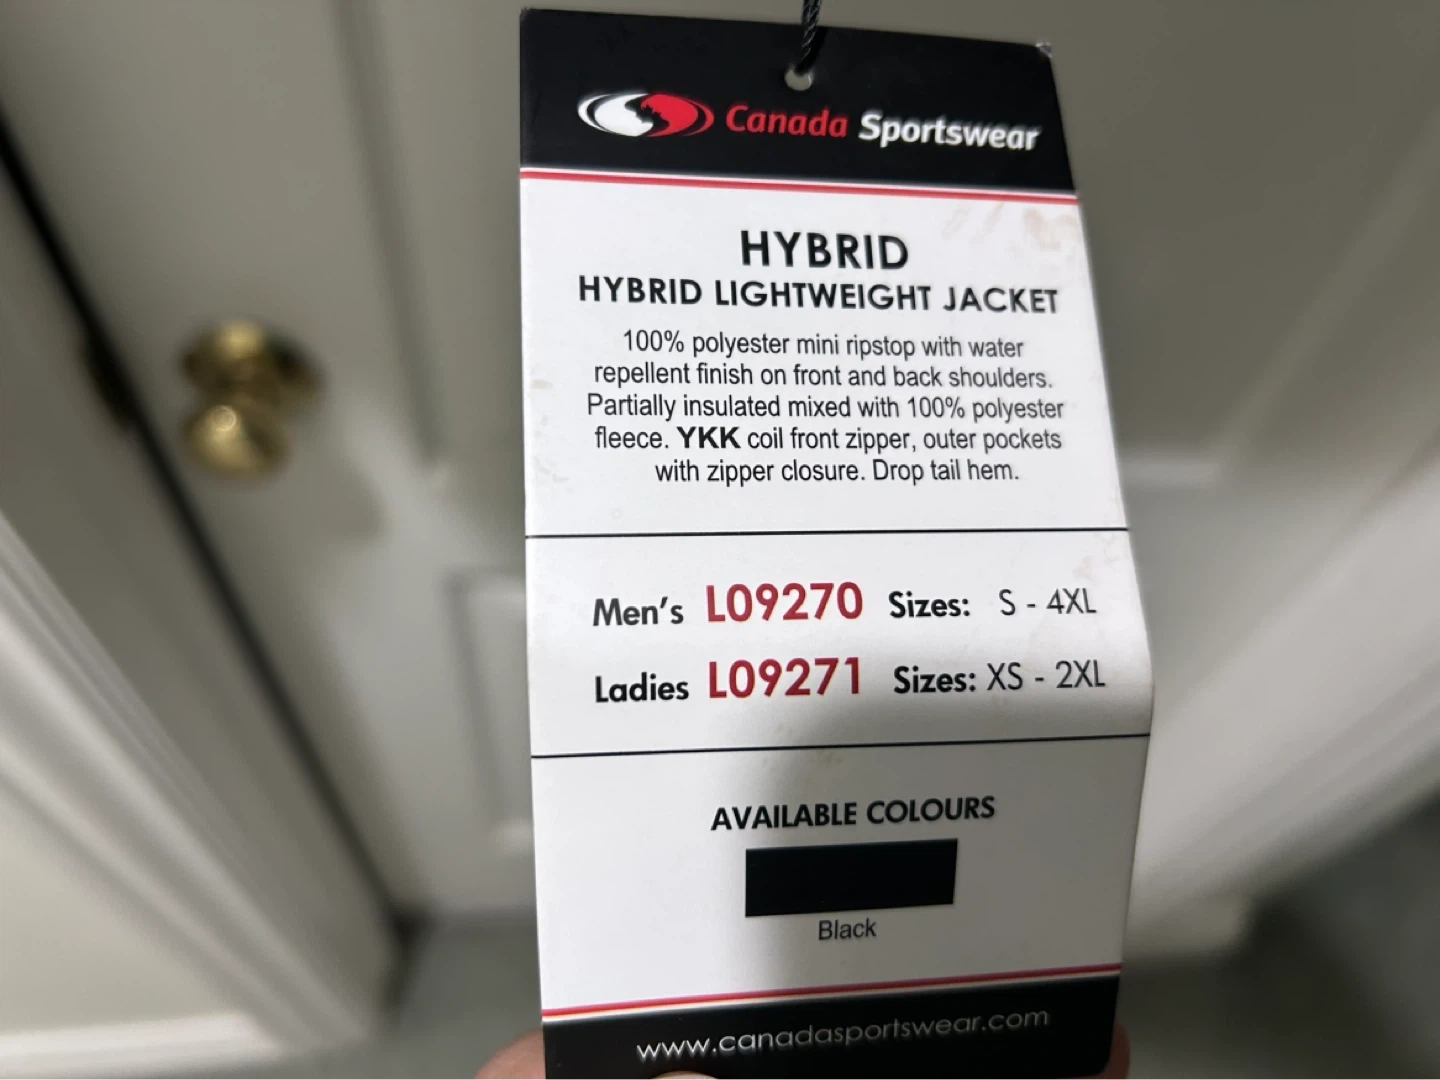 Canada Sportswear
HYBRID
HYBRID LIGHTWEIGHT JACKET
100% polyester mini ripstop with water
repellent finish on front and back shoulders.
Partially insulated mixed with 100% polyester
fleece. YKK coil front zipper, outer pockets
with zipper closure. Drop tail hem.
Men's L09270 Sizes: S - 4XL
Ladies L09271 Sizes: XS - 2XL
AVAILABLE COLOURS
Black
www.canadasportswear.com